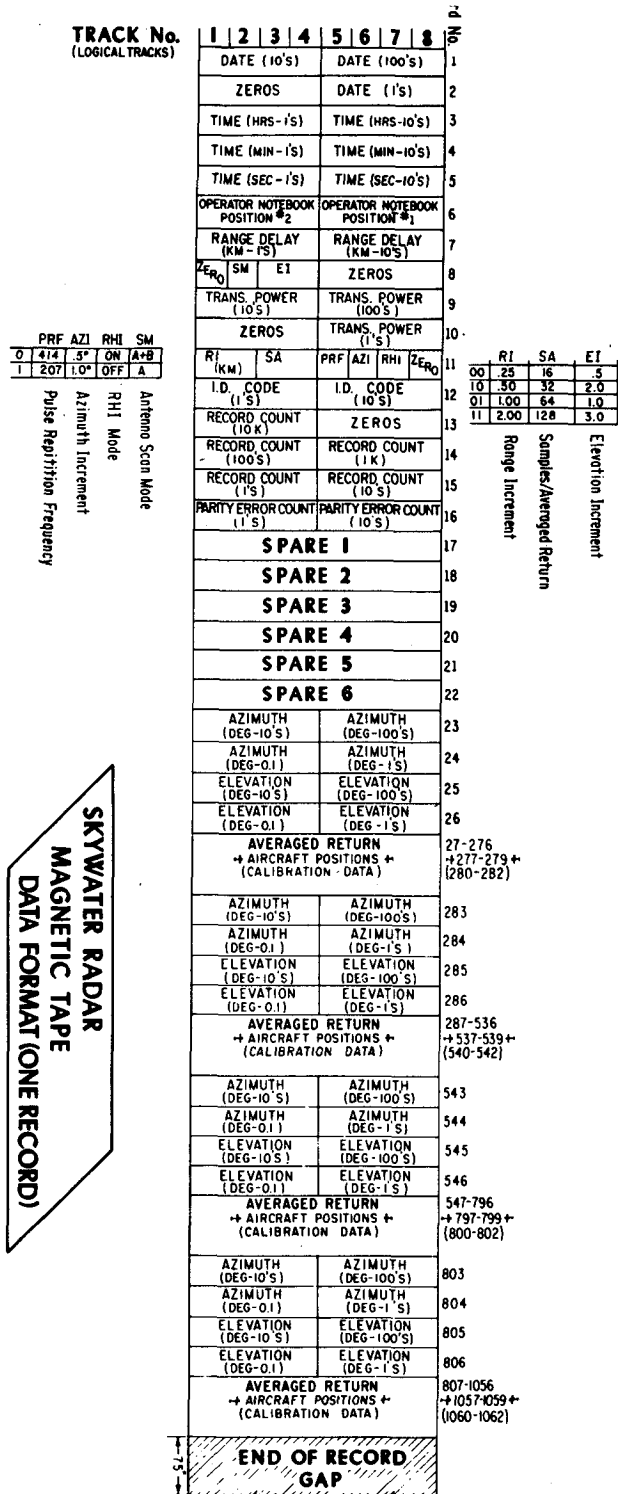 TRACK No.
(LOGICAL TRACKS)
1 2 3 4 5 6 7 8
rd No.
DATE (10'S) DATE (100'S) 1
ZEROS DATE (1'S) 2
TIME (HRS-1'S) TIME (HRS-10'S) 3
TIME (MIN-1'S) TIME (MIN-10'S) 4
TIME (SEC-1'S) TIME (SEC-10'S) 5
OPERATOR NOTEBOOK OPERATOR NOTEBOOK
POSITION #2 POSITION #1 6
RANGE DELAY RANGE DELAY
(KM-1'S) (KM-10'S) 7
ZERO SM EI ZEROS 8
TRANS. POWER TRANS. POWER
(10'S) (100'S) 9
ZEROS TRANS. POWER
(1'S) 10
RI (KM) SA PRF AZI RHI ZERO 11
I.D. CODE I.D. CODE
(1'S) (10'S) 12
RECORD COUNT ZEROS
(10K) 13
RECORD COUNT RECORD COUNT
(100'S) (1K) 14
RECORD COUNT RECORD COUNT
(1'S) (10'S) 15
PARITY ERROR COUNT PARITY ERROR COUNT
(1'S) (10'S) 16
SPARE 1 17
SPARE 2 18
SPARE 3 19
SPARE 4 20
SPARE 5 21
SPARE 6 22
AZIMUTH AZIMUTH
(DEG-10'S) (DEG-100'S) 23
AZIMUTH AZIMUTH
(DEG-0.1) (DEG-1'S) 24
ELEVATION ELEVATION
(DEG-10'S) (DEG-100'S) 25
ELEVATION ELEVATION
(DEG-0.1) (DEG-1'S) 26
AVERAGED RETURN 27-276
→ AIRCRAFT POSITIONS ← →277-279←
(CALIBRATION DATA) (280-282)
AZIMUTH AZIMUTH
(DEG-10'S) (DEG-100'S) 283
AZIMUTH AZIMUTH
(DEG-0.1) (DEG-1'S) 284
ELEVATION ELEVATION
(DEG-10'S) (DEG-100'S) 285
ELEVATION ELEVATION
(DEG-0.1) (DEG-1'S) 286
AVERAGED RETURN 287-536
→ AIRCRAFT POSITIONS ← →537-539←
(CALIBRATION DATA) (540-542)
AZIMUTH AZIMUTH
(DEG-10'S) (DEG-100'S) 543
AZIMUTH AZIMUTH
(DEG-0.1) (DEG-1'S) 544
ELEVATION ELEVATION
(DEG-10'S) (DEG-100'S) 545
ELEVATION ELEVATION
(DEG-0.1) (DEG-1'S) 546
AVERAGED RETURN 547-796
→ AIRCRAFT POSITIONS ← →797-799←
(CALIBRATION DATA) (800-802)
AZIMUTH AZIMUTH
(DEG-10'S) (DEG-100'S) 803
AZIMUTH AZIMUTH
(DEG-0.1) (DEG-1'S) 804
ELEVATION ELEVATION
(DEG-10'S) (DEG-100'S) 805
ELEVATION ELEVATION
(DEG-0.1) (DEG-1'S) 806
AVERAGED RETURN 807-1056
→ AIRCRAFT POSITIONS ← →1057-1059←
(CALIBRATION DATA) (1060-1062)
END OF RECORD
GAP
.75"
PRF AZI RHI SM
0 414 .5° ON A+B
1 207 1.0° OFF A
Antenna Scan Mode
RHI Mode
Azimuth Increment
Pulse Repitition Frequency
RI SA EI
00 .25 16 .5
10 .50 32 2.0
01 1.00 64 1.0
11 2.00 128 3.0
Elevation Increment
Samples/Averaged Return
Range Increment
SKYWATER RADAR
MAGNETIC TAPE
DATA FORMAT (ONE RECORD)